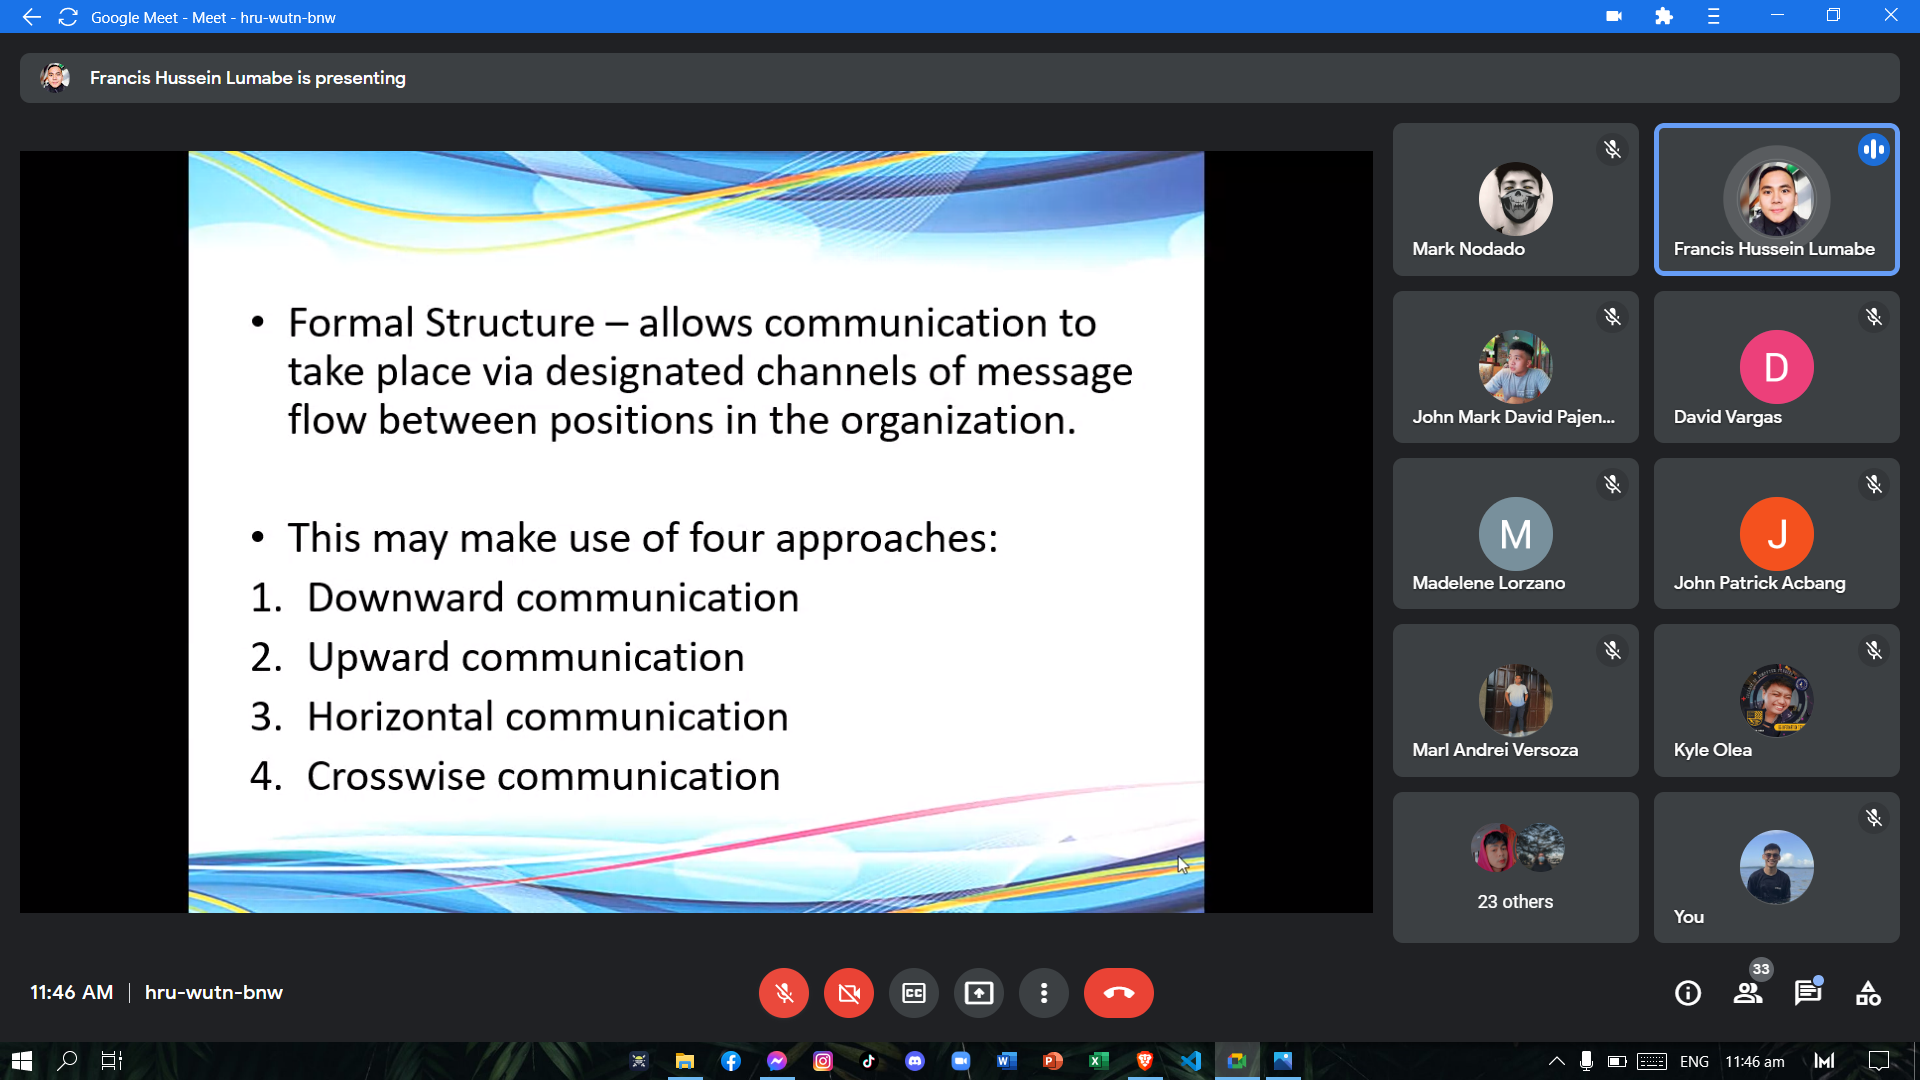 Google Meet - Meet - hru-wutn-bnw
Francis Hussein Lumabe is presenting
• Formal Structure – allows communication to
take place via designated channels of message
flow between positions in the organization.
• This may make use of four approaches:
1. Downward communication
2. Upward communication
3. Horizontal communication
4. Crosswise communication
Mark Nodado
Francis Hussein Lumabe
John Mark David Pajen...
D
David Vargas
M
Madelene Lorzano
J
John Patrick Acbang
Marl Andrei Versoza
Kyle Olea
23 others
You
11:46 AM | hru-wutn-bnw
CC
33
ENG
11:46 am